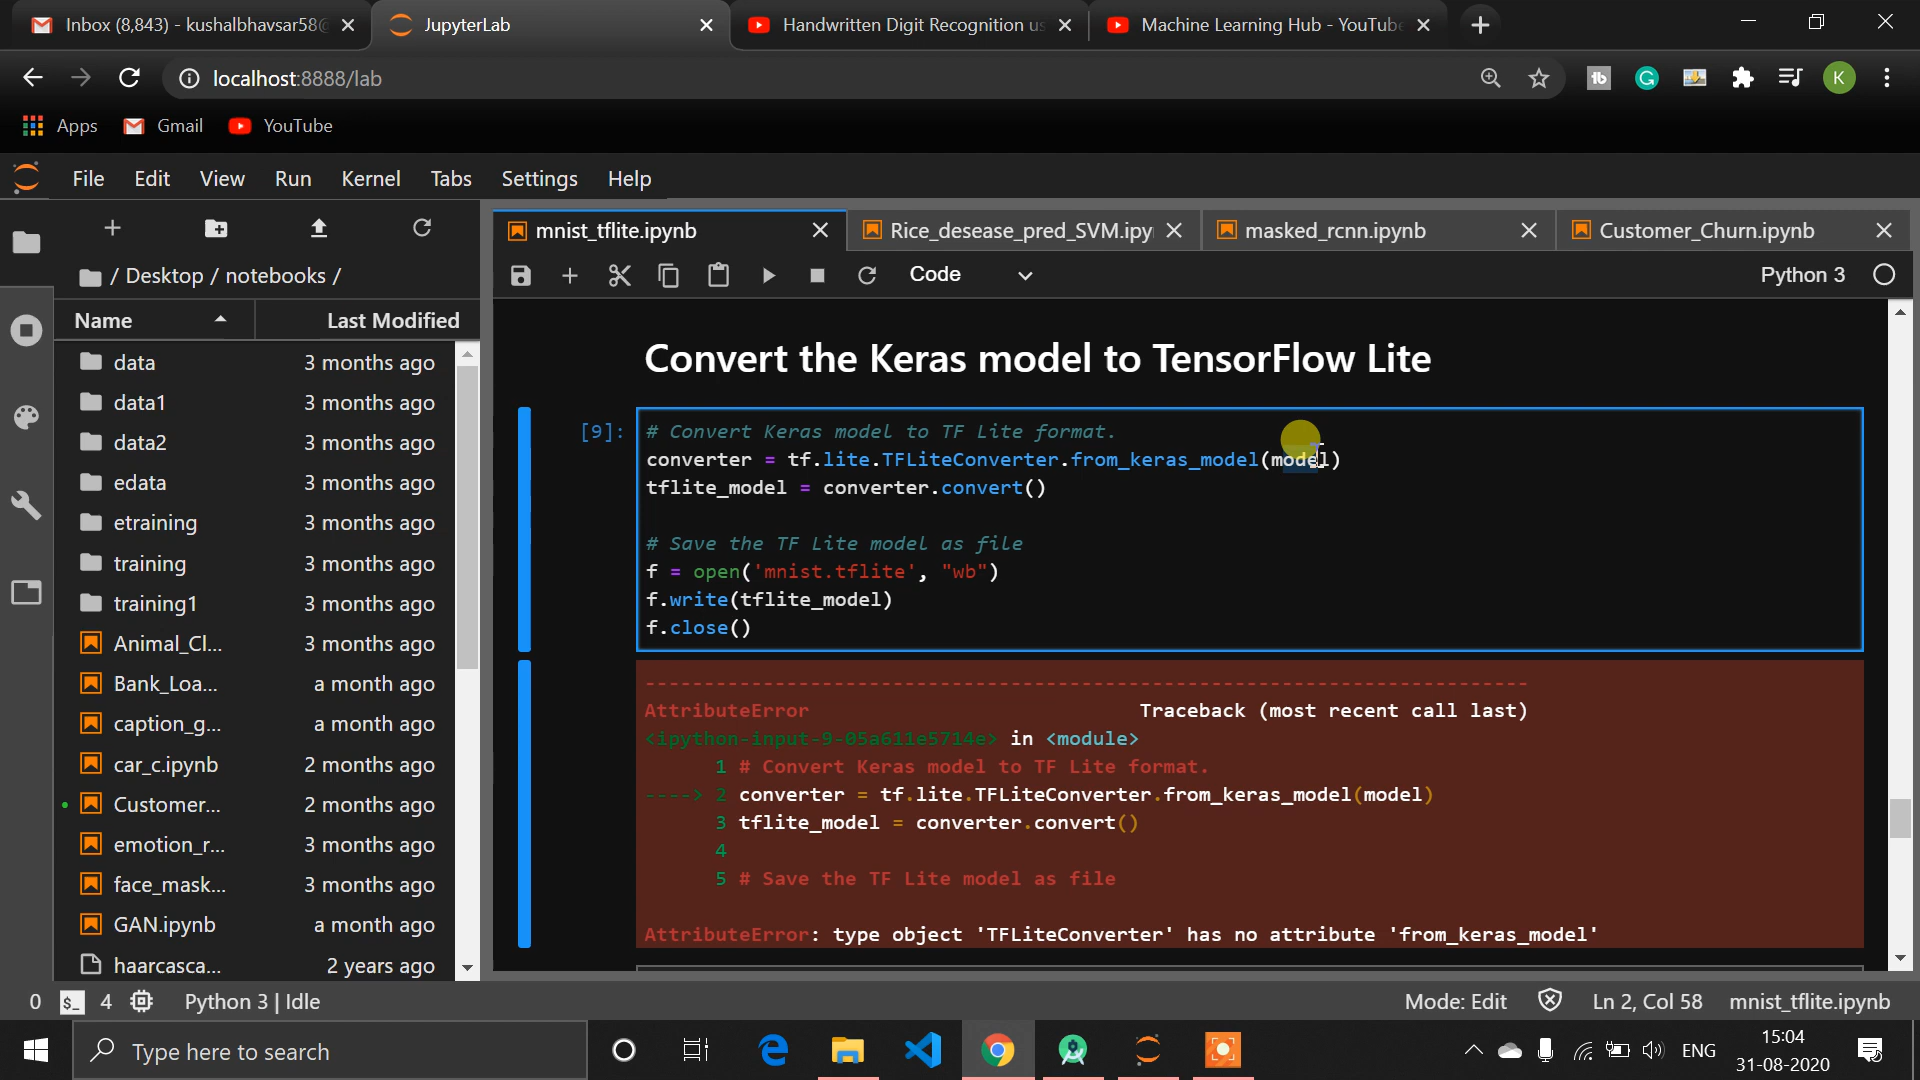 Inbox (8,843) - kushalbhavsar58@
JupyterLab
Handwritten Digit Recognition us
Machine Learning Hub - YouTube
localhost:8888/lab
tb
G
K
Apps
Gmail
YouTube
File Edit View Run Kernel Tabs Settings Help
mnist_tflite.ipynb
Rice_desease_pred_SVM.ipy
masked_rcnn.ipynb
Customer_Churn.ipynb
Code
Python 3
/ Desktop / notebooks /
Name Last Modified
data 3 months ago
data1 3 months ago
data2 3 months ago
edata 3 months ago
etraining 3 months ago
training 3 months ago
training1 3 months ago
Animal_Cl... 3 months ago
Bank_Loa... a month ago
caption_g... a month ago
car_c.ipynb 2 months ago
Customer... 2 months ago
emotion_r... 3 months ago
face_mask... 3 months ago
GAN.ipynb a month ago
haarcasca... 2 years ago
Convert the Keras model to TensorFlow Lite
[9]:
# Convert Keras model to TF Lite format.
converter = tf.lite.TFLiteConverter.from_keras_model(model)
tflite_model = converter.convert()
# Save the TF Lite model as file
f = open('mnist.tflite', "wb")
f.write(tflite_model)
f.close()
---------------------------------------------------------------------------
AttributeError Traceback (most recent call last)
<ipython-input-9-05a611e5714e> in <module>
1 # Convert Keras model to TF Lite format.
----> 2 converter = tf.lite.TFLiteConverter.from_keras_model(model)
3 tflite_model = converter.convert()
4
5 # Save the TF Lite model as file
AttributeError: type object 'TFLiteConverter' has no attribute 'from_keras_model'
0 $_ 4 Python 3 | Idle
Mode: Edit Ln 2, Col 58 mnist_tflite.ipynb
Type here to search
ENG
15:04
31-08-2020